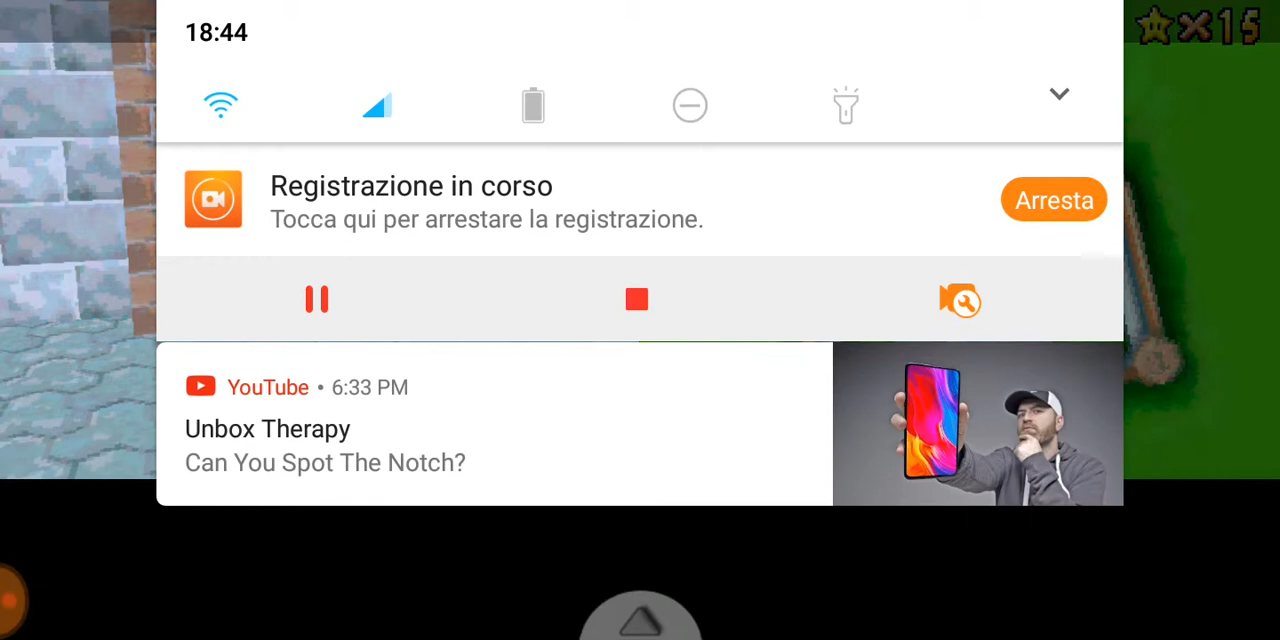 18:44
×15
Registrazione in corso
Tocca qui per arrestare la registrazione.
Arresta
YouTube • 6:33 PM
Unbox Therapy
Can You Spot The Notch?